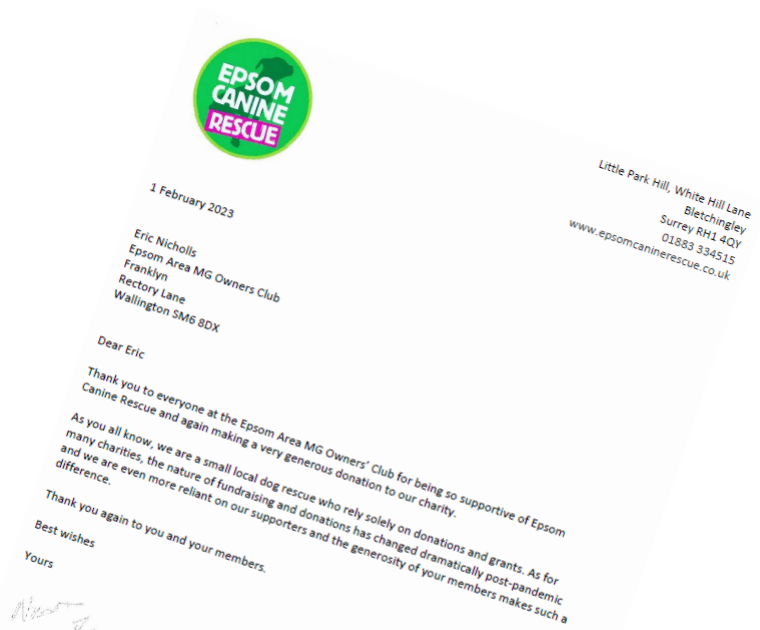 EPSOM
CANINE
RESCUE
Little Park Hill, White Hill Lane
Bletchingley
Surrey RH1 4QY
01883 334515
www.epsomcaninerescue.co.uk
1 February 2023
Eric Nicholls
Epsom Area MG Owners Club
Franklyn
Rectory Lane
Wallington SM6 8DX
Dear Eric
Thank you to everyone at the Epsom Area MG Owners' Club for being so supportive of Epsom
Canine Rescue and again making a very generous donation to our charity.
As you all know, we are a small local dog rescue who rely solely on donations and grants. As for
many charities, the nature of fundraising and donations has changed dramatically post-pandemic
and we are even more reliant on our supporters and the generosity of your members makes such a
difference.
Thank you again to you and your members.
Best wishes
Yours